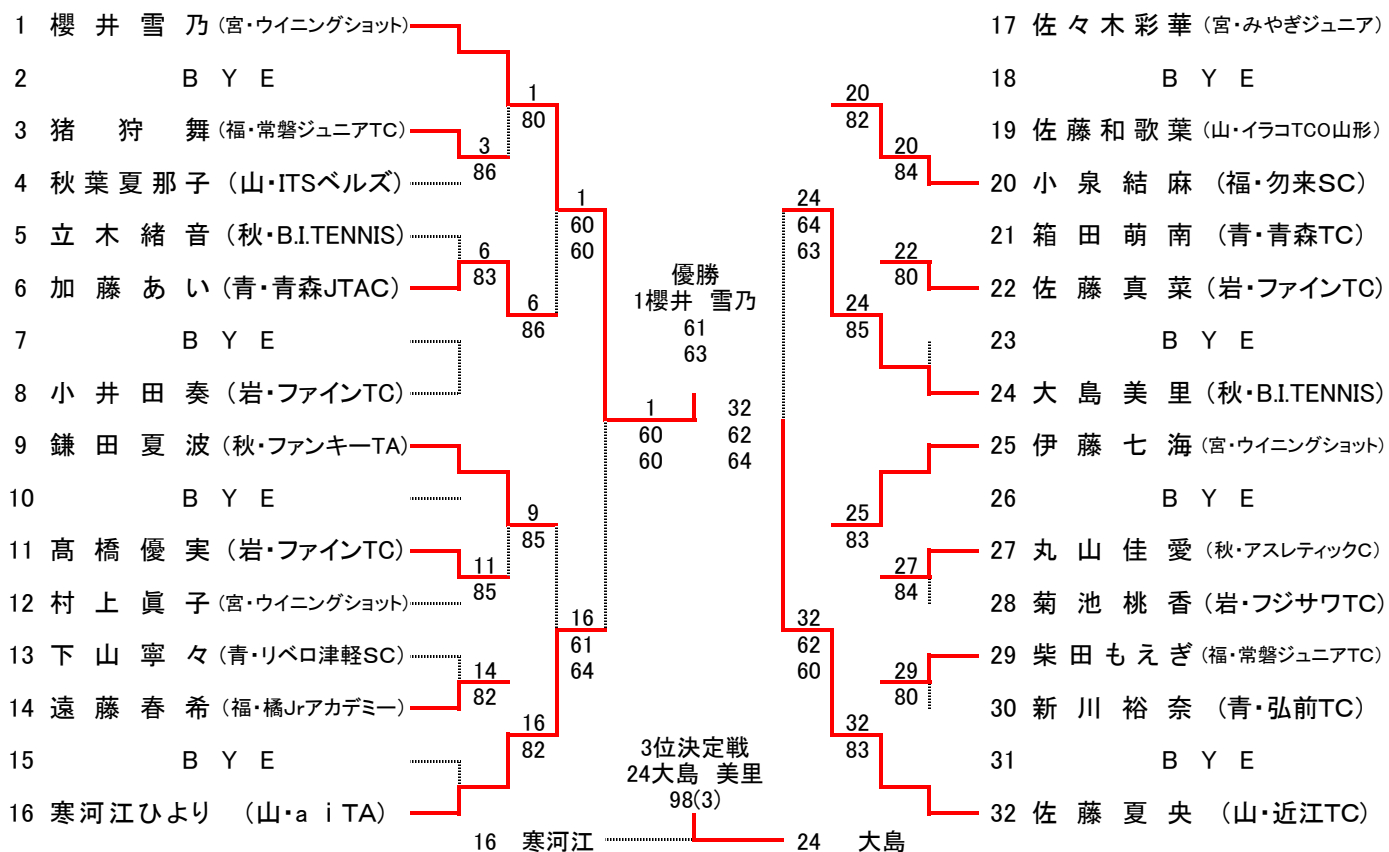 1 櫻井雪乃 (宮・ウイニングショット)
2 BYE
3 猪狩舞 (福・常磐ジュニアTC)
4 秋葉夏那子 (山・ITSベルズ)
5 立木緒音 (秋・B.I.TENNIS)
6 加藤あい (青・青森JTAC)
7 BYE
8 小井田奏 (岩・ファインTC)
9 鎌田夏波 (秋・ファンキーTA)
10 BYE
11 髙橋優実 (岩・ファインTC)
12 村上眞子 (宮・ウイニングショット)
13 下山寧々 (青・リベロ津軽SC)
14 遠藤春希 (福・橘Jrアカデミー)
15 BYE
16 寒河江ひより (山・aiTA)
3
86
6
83
11
85
14
82
1
80
6
86
9
85
16
82
1
60
60
16
61
64
1
60
60
優勝
1櫻井 雪乃
61
63
32
62
64
3位決定戦
24大島 美里
98(3)
16 寒河江
24 大島
24
64
63
32
62
60
20
82
24
85
25
83
32
83
20
84
22
80
27
84
29
80
17 佐々木彩華 (宮・みやぎジュニア)
18 BYE
19 佐藤和歌葉 (山・イラコTCO山形)
20 小泉結麻 (福・勿来SC)
21 箱田萌南 (青・青森TC)
22 佐藤真菜 (岩・ファインTC)
23 BYE
24 大島美里 (秋・B.I.TENNIS)
25 伊藤七海 (宮・ウイニングショット)
26 BYE
27 丸山佳愛 (秋・アスレティックC)
28 菊池桃香 (岩・フジサワTC)
29 柴田もえぎ (福・常磐ジュニアTC)
30 新川裕奈 (青・弘前TC)
31 BYE
32 佐藤夏央 (山・近江TC)